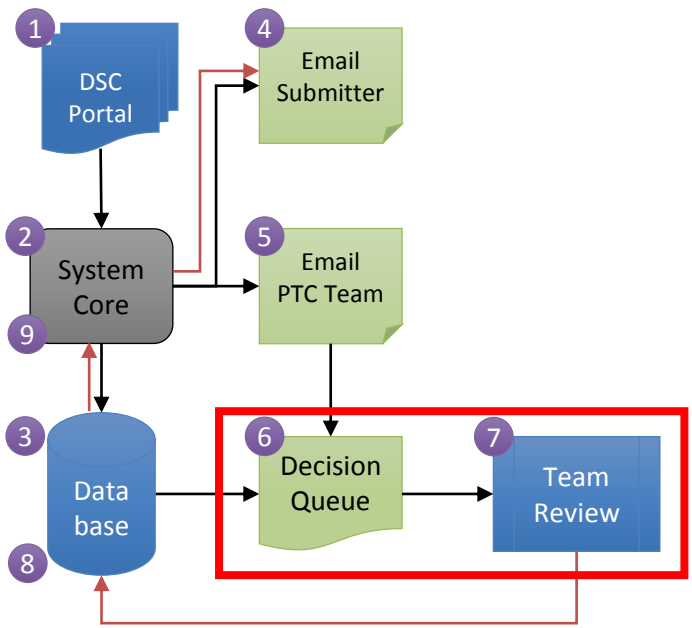 1
DSC
Portal
4
Email
Submitter
2
System
Core
9
5
Email
PTC Team
3
Data
base
8
6
Decision
Queue
7
Team
Review